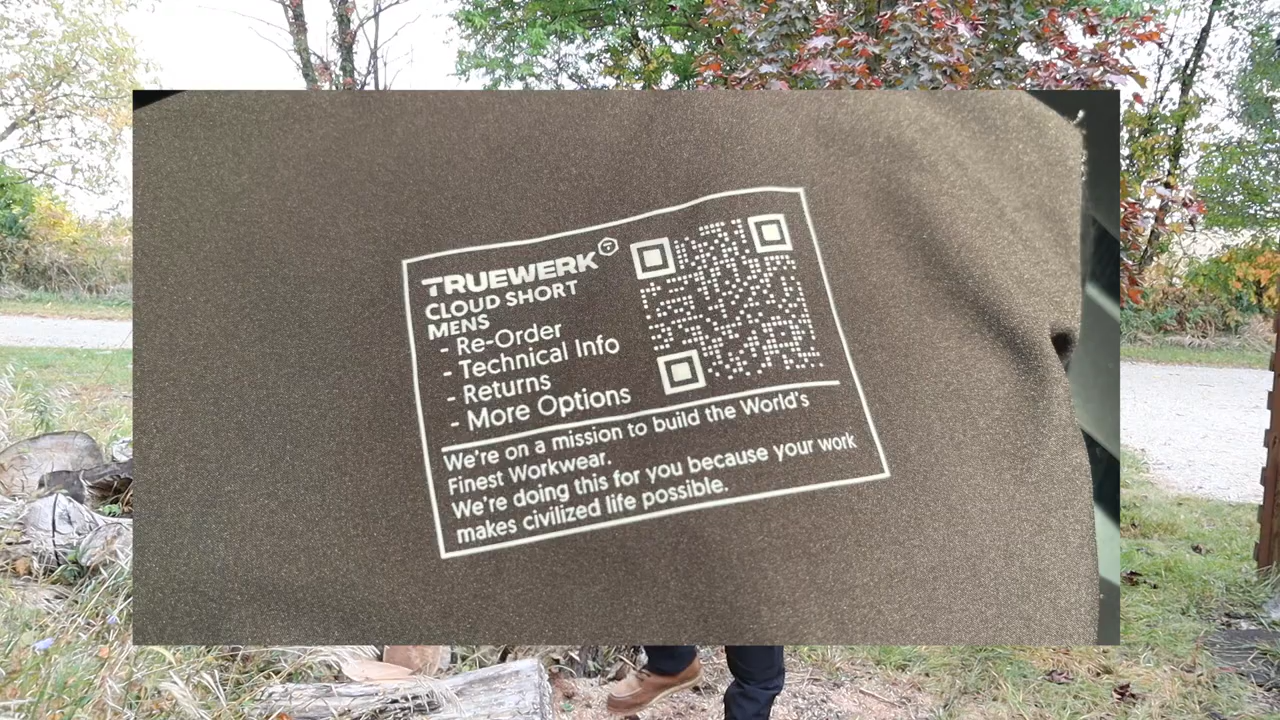 TRUEWERK
CLOUD SHORT
MENS
- Re-Order
- Technical Info
- Returns
- More Options
We're on a mission to build the World's
Finest Workwear.
We're doing this for you because your work
makes civilized life possible.